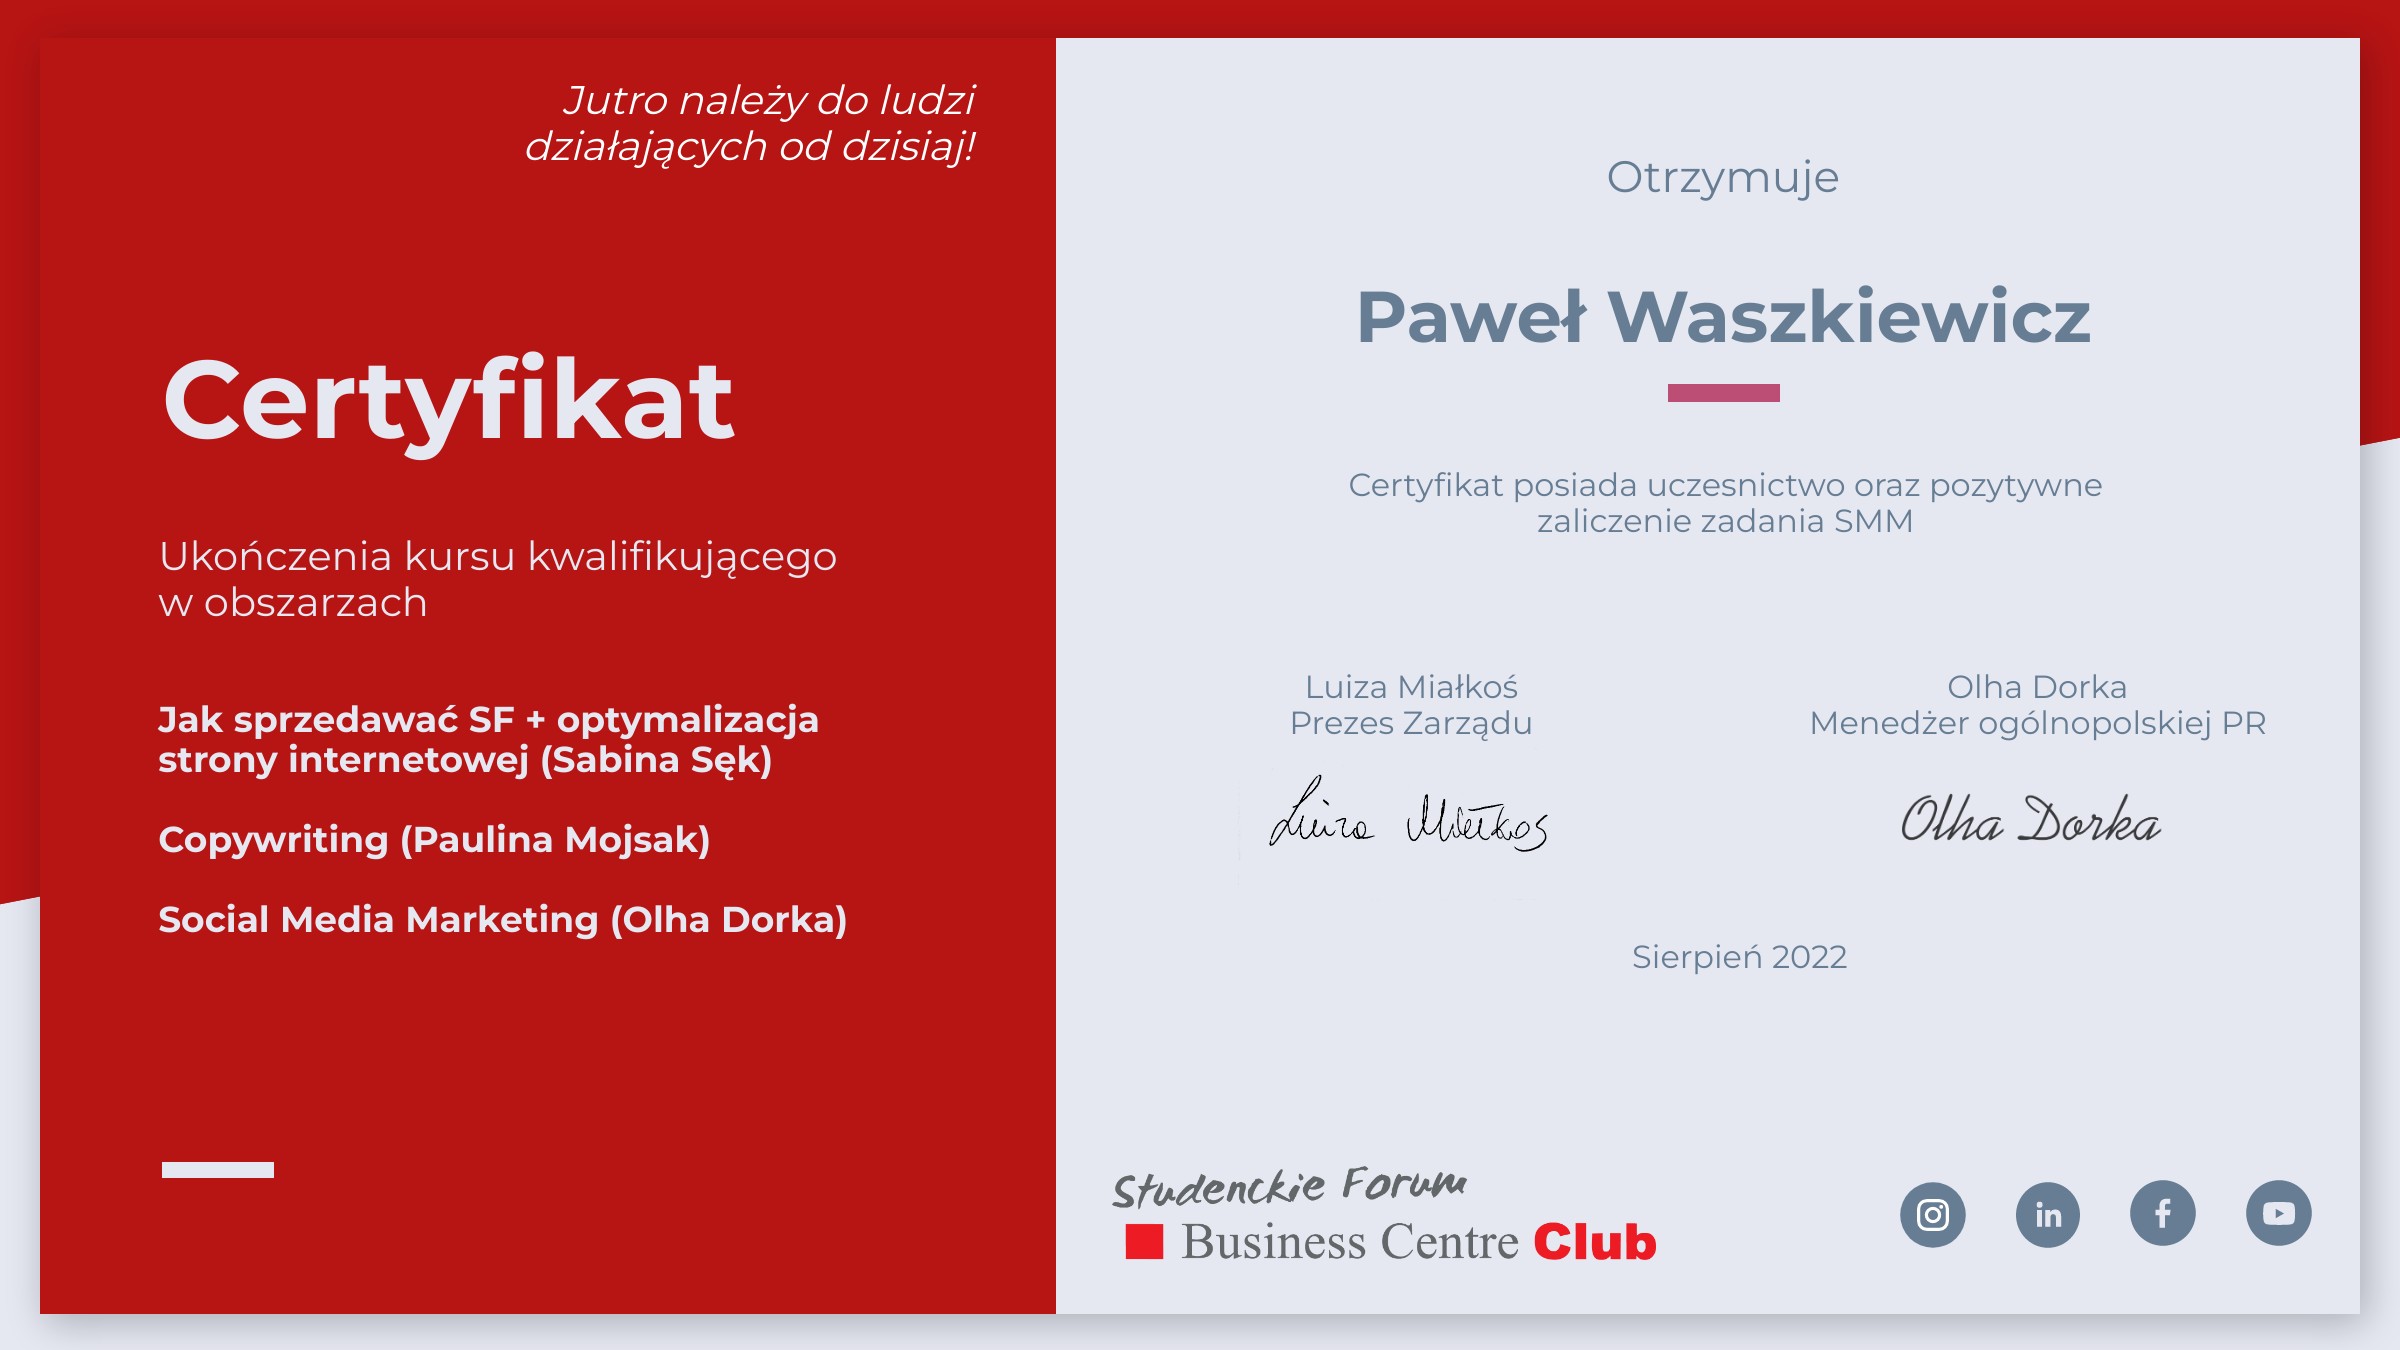 Jutro należy do ludzi
działających od dzisiaj!
Certyfikat
Ukończenia kursu kwalifikującego
w obszarzach
Jak sprzedawać SF + optymalizacja
strony internetowej (Sabina Sęk)
Copywriting (Paulina Mojsak)
Social Media Marketing (Olha Dorka)
Otrzymuje
Paweł Waszkiewicz
Certyfikat posiada uczesnictwo oraz pozytywne
zaliczenie zadania SMM
Luiza Miałkoś
Prezes Zarządu
Luiza Miałkoś
Olha Dorka
Menedżer ogólnopolskiej PR
Olha Dorka
Sierpień 2022
Studenckie Forum
Business Centre Club